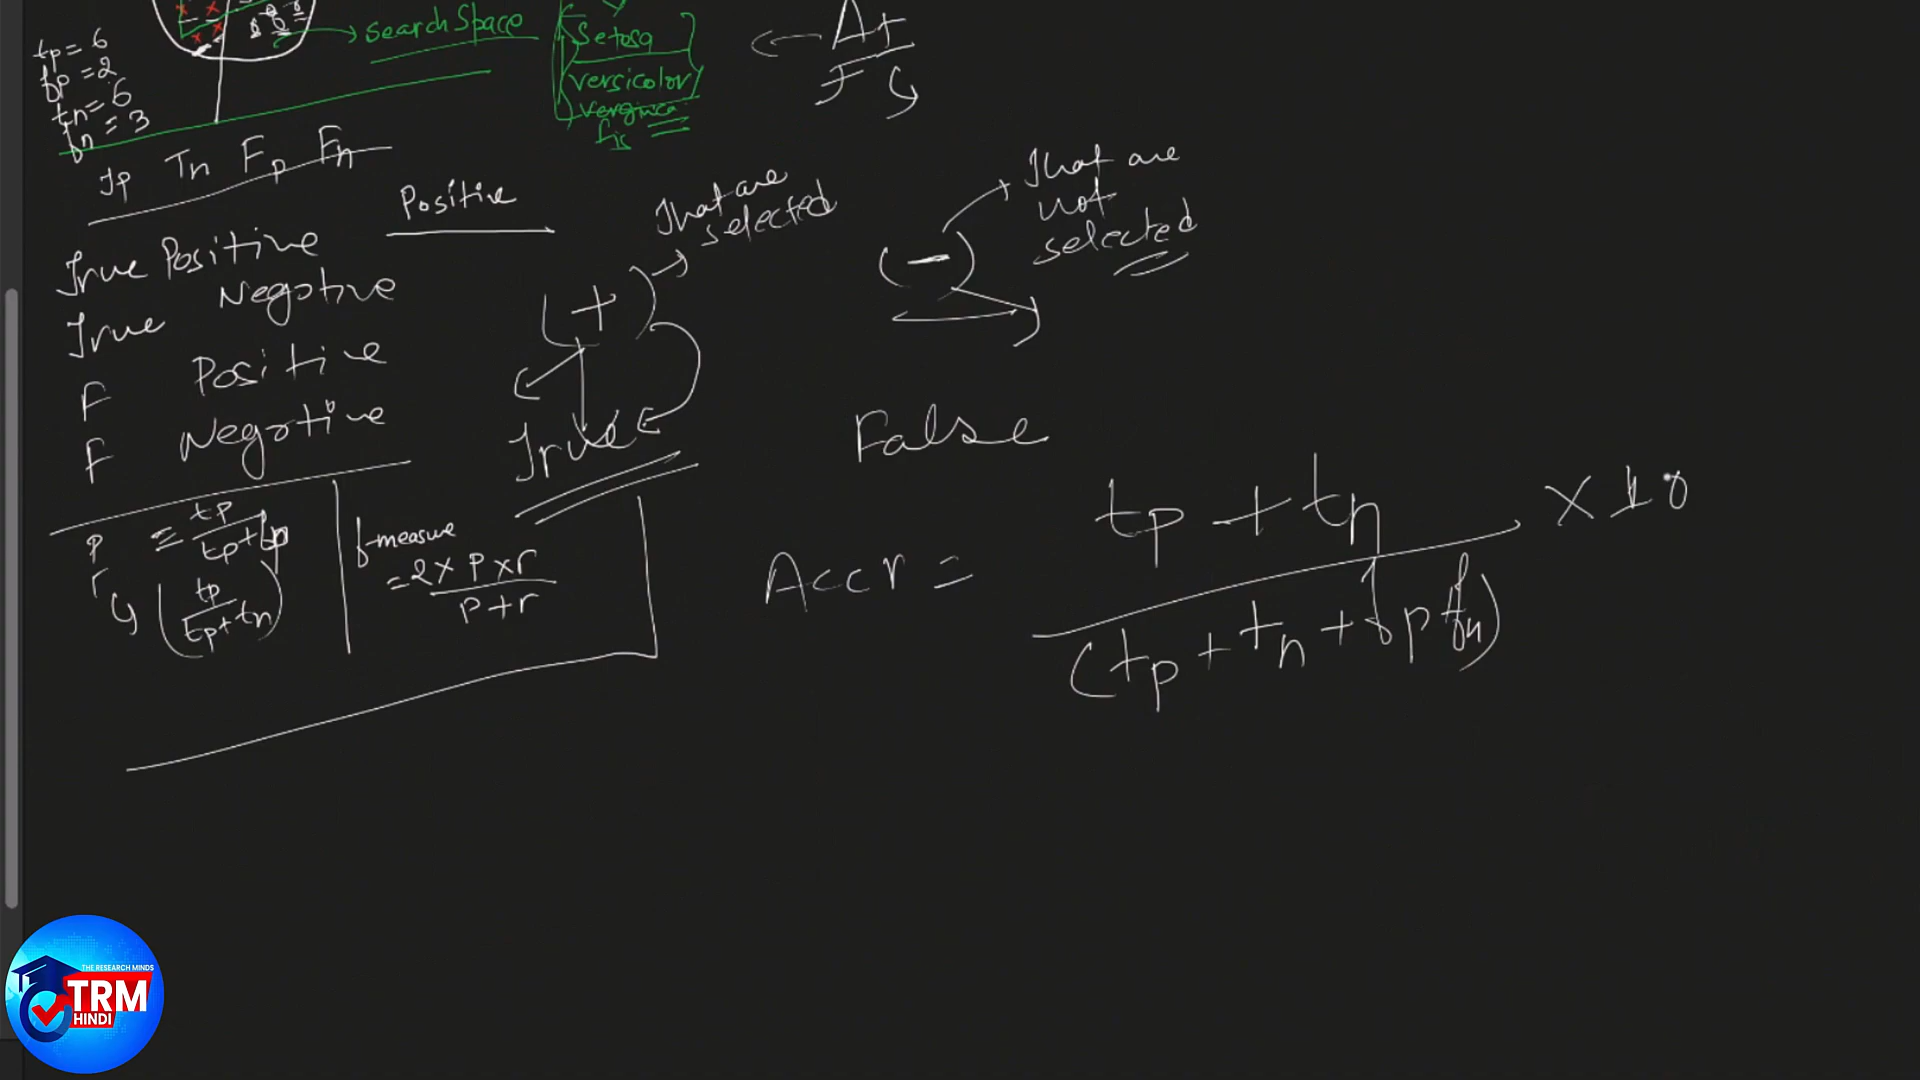 tp = 6
fp = 2
tn = 6
fn = 3
search Space
Setosa
versicolor
Tp Tn Fp Fn
Positive
That are
selected
That are
not
selected
True Positive
True Negative
F Positive
F Negative
(+)
(-)
True
False
p = tp / tp + fp
r
(tp / tp + tn)
f-measure
= 2 x p x r / p + r
Accr = tp + tn / (tp + tn + fp + fn) x 10
THE RESEARCH MINDS
TRM
HINDI